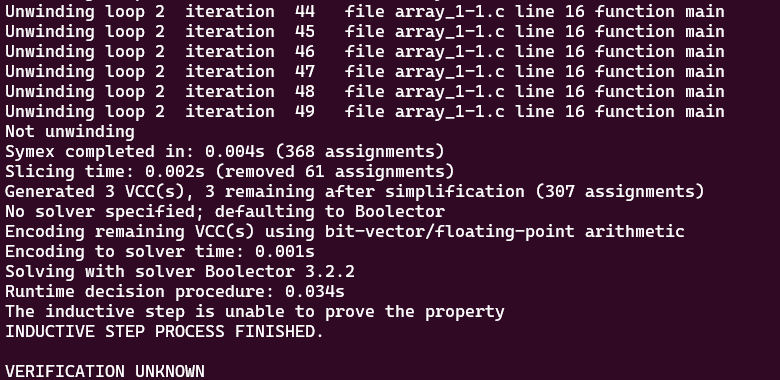 Unwinding loop 2 iteration 44 file array_1-1.c line 16 function main
Unwinding loop 2 iteration 45 file array_1-1.c line 16 function main
Unwinding loop 2 iteration 46 file array_1-1.c line 16 function main
Unwinding loop 2 iteration 47 file array_1-1.c line 16 function main
Unwinding loop 2 iteration 48 file array_1-1.c line 16 function main
Unwinding loop 2 iteration 49 file array_1-1.c line 16 function main
Not unwinding
Symex completed in: 0.004s (368 assignments)
Slicing time: 0.002s (removed 61 assignments)
Generated 3 VCC(s), 3 remaining after simplification (307 assignments)
No solver specified; defaulting to Boolector
Encoding remaining VCC(s) using bit-vector/floating-point arithmetic
Encoding to solver time: 0.001s
Solving with solver Boolector 3.2.2
Runtime decision procedure: 0.034s
The inductive step is unable to prove the property
INDUCTIVE STEP PROCESS FINISHED.
VERIFICATION UNKNOWN